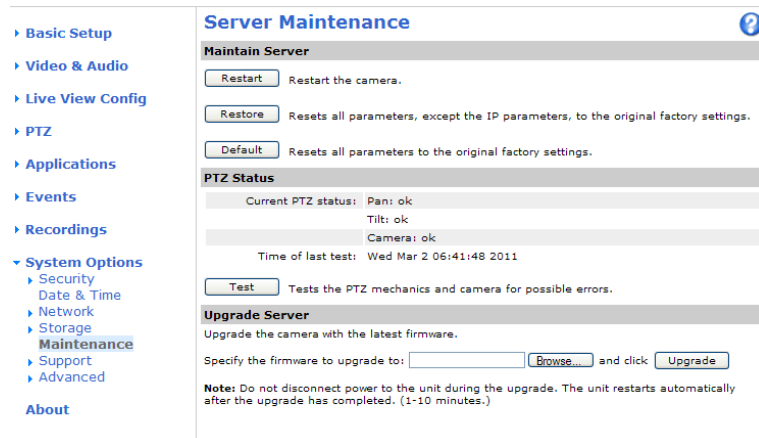 Basic Setup
Video & Audio
Live View Config
PTZ
Applications
Events
Recordings
System Options
Security
Date & Time
Network
Storage
Maintenance
Support
Advanced
About
Server Maintenance
?
Maintain Server
Restart Restart the camera.
Restore Resets all parameters, except the IP parameters, to the original factory settings.
Default Resets all parameters to the original factory settings.
PTZ Status
Current PTZ status: Pan: ok
Tilt: ok
Camera: ok
Time of last test: Wed Mar 2 06:41:48 2011
Test Tests the PTZ mechanics and camera for possible errors.
Upgrade Server
Upgrade the camera with the latest firmware.
Specify the firmware to upgrade to: Browse... and click Upgrade
Note: Do not disconnect power to the unit during the upgrade. The unit restarts automatically
after the upgrade has completed. (1-10 minutes.)